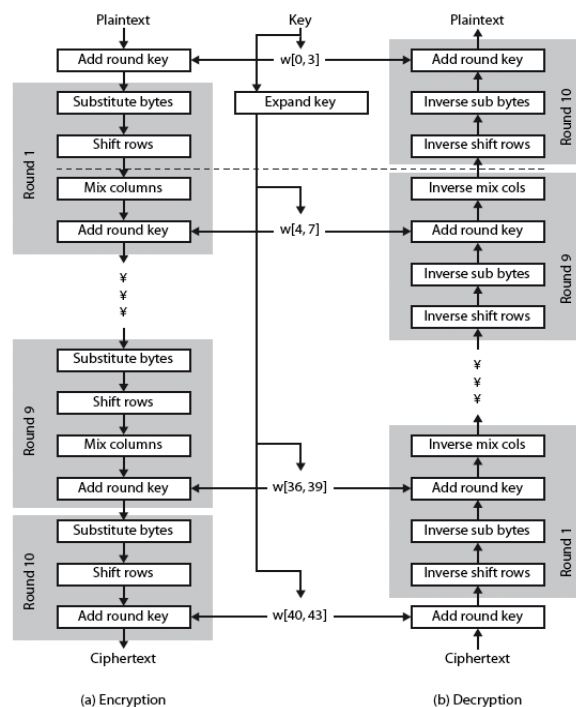 Plaintext
Add round key
Round 1
Substitute bytes
Shift rows
Mix columns
Add round key
¥
¥
¥
Round 9
Substitute bytes
Shift rows
Mix columns
Add round key
Round 10
Substitute bytes
Shift rows
Add round key
Ciphertext
(a) Encryption
Key
w[0, 3]
Expand key
w[4, 7]
w[36, 39]
w[40, 43]
Plaintext
Add round key
Inverse sub bytes
Inverse shift rows
Round 10
Inverse mix cols
Add round key
Inverse sub bytes
Inverse shift rows
Round 9
¥
¥
¥
Inverse mix cols
Add round key
Inverse sub bytes
Inverse shift rows
Round 1
Add round key
Ciphertext
(b) Decryption